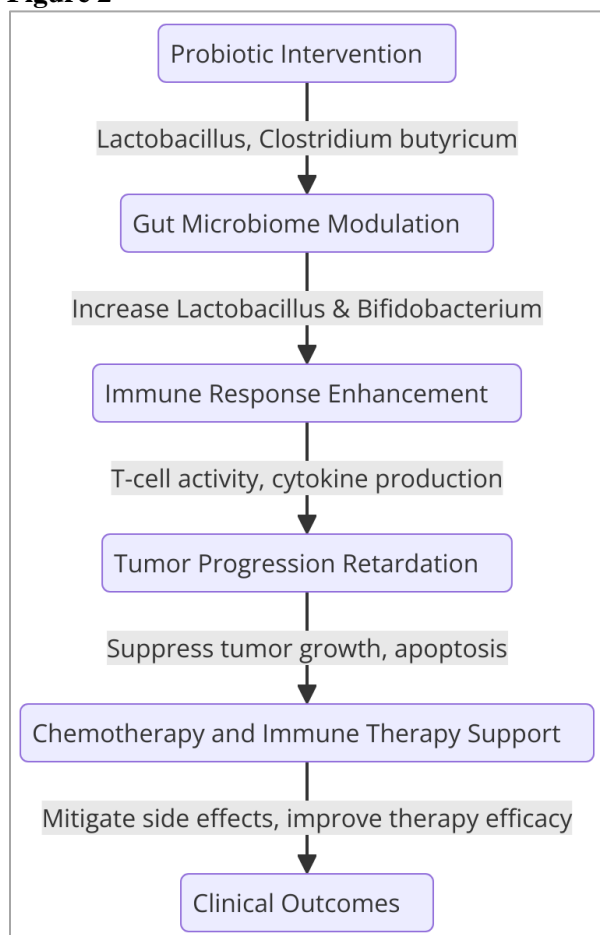 Figure 2
Probiotic Intervention
Lactobacillus, Clostridium butyricum
Gut Microbiome Modulation
Increase Lactobacillus & Bifidobacterium
Immune Response Enhancement
T-cell activity, cytokine production
Tumor Progression Retardation
Suppress tumor growth, apoptosis
Chemotherapy and Immune Therapy Support
Mitigate side effects, improve therapy efficacy
Clinical Outcomes